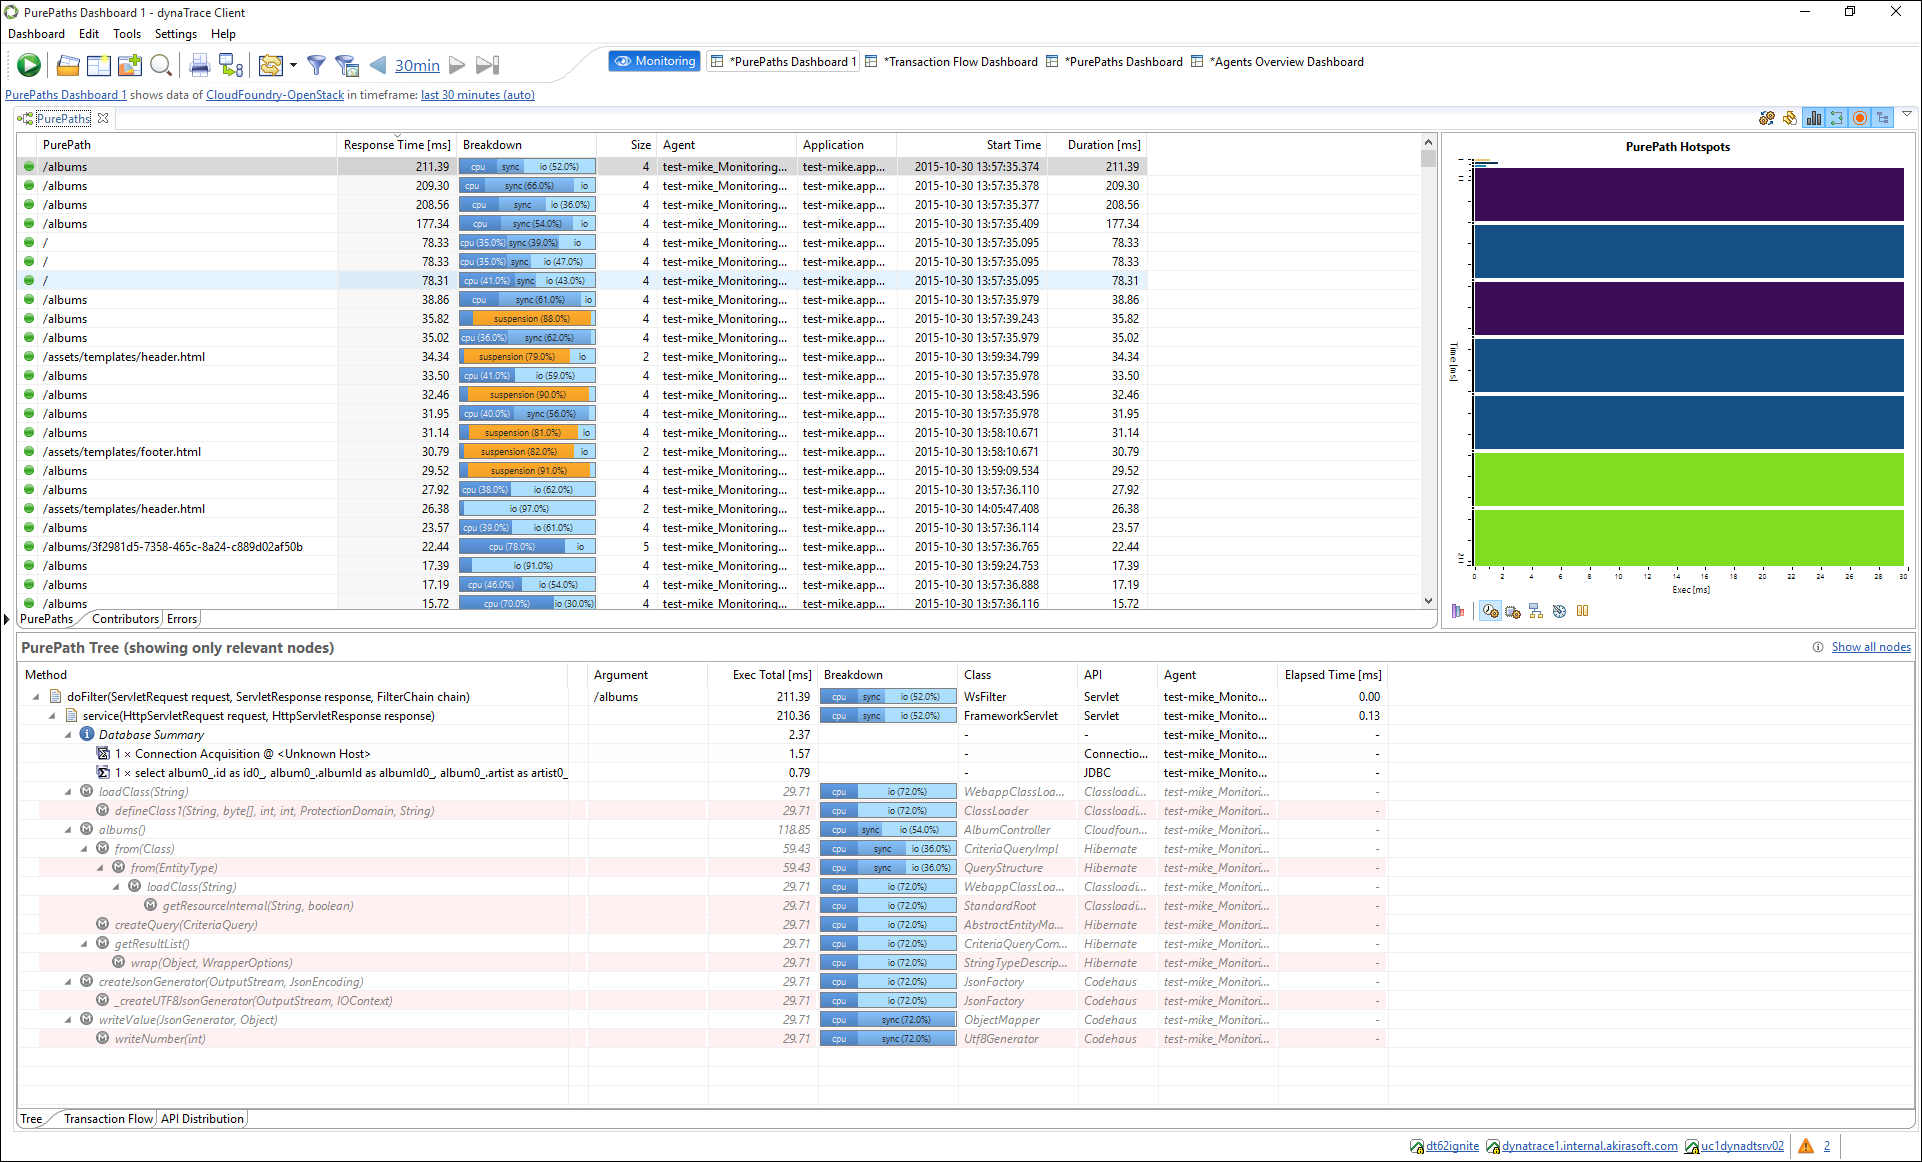 PurePaths Dashboard 1 - dynaTrace Client
Dashboard Edit Tools Settings Help
30min Monitoring *PurePaths Dashboard 1 *Transaction Flow Dashboard *PurePaths Dashboard *Agents Overview Dashboard
PurePaths Dashboard 1 shows data of CloudFoundry-OpenStack in timeframe: last 30 minutes (auto)
PurePaths
PurePath Response Time [ms] Breakdown Size Agent Application Start Time Duration [ms]
/albums 211.39 cpu sync io (52.0%) 4 test-mike_Monitoring... test-mike.app... 2015-10-30 13:57:35.374 211.39
/albums 209.30 cpu sync (66.0%) io 4 test-mike_Monitoring... test-mike.app... 2015-10-30 13:57:35.378 209.30
/albums 208.56 cpu sync io (36.0%) 4 test-mike_Monitoring... test-mike.app... 2015-10-30 13:57:35.377 208.56
/albums 177.34 cpu sync (54.0%) io 4 test-mike_Monitoring... test-mike.app... 2015-10-30 13:57:35.409 177.34
/ 78.33 cpu (35.0%) sync (39.0%) io 4 test-mike_Monitoring... test-mike.app... 2015-10-30 13:57:35.095 78.33
/ 78.33 cpu (35.0%) sync io (47.0%) 4 test-mike_Monitoring... test-mike.app... 2015-10-30 13:57:35.095 78.33
/ 78.31 cpu (41.0%) sync io (43.0%) 4 test-mike_Monitoring... test-mike.app... 2015-10-30 13:57:35.095 78.31
/albums 38.86 cpu sync (61.0%) io 4 test-mike_Monitoring... test-mike.app... 2015-10-30 13:57:35.979 38.86
/albums 35.82 suspension (88.0%) 4 test-mike_Monitoring... test-mike.app... 2015-10-30 13:57:39.243 35.82
/albums 35.02 cpu (36.0%) sync (62.0%) 4 test-mike_Monitoring... test-mike.app... 2015-10-30 13:57:35.979 35.02
/assets/templates/header.html 34.34 suspension (79.0%) io 2 test-mike_Monitoring... test-mike.app... 2015-10-30 13:59:34.799 34.34
/albums 33.50 cpu (41.0%) io (59.0%) 4 test-mike_Monitoring... test-mike.app... 2015-10-30 13:57:35.978 33.50
/albums 32.46 suspension (90.0%) 4 test-mike_Monitoring... test-mike.app... 2015-10-30 13:58:43.596 32.46
/albums 31.95 cpu (40.0%) sync (56.0%) 4 test-mike_Monitoring... test-mike.app... 2015-10-30 13:57:35.978 31.95
/albums 31.14 suspension (81.0%) io 4 test-mike_Monitoring... test-mike.app... 2015-10-30 13:58:10.671 31.14
/assets/templates/footer.html 30.79 suspension (82.0%) io 2 test-mike_Monitoring... test-mike.app... 2015-10-30 13:58:10.671 30.79
/albums 29.52 suspension (91.0%) 4 test-mike_Monitoring... test-mike.app... 2015-10-30 13:59:09.534 29.52
/albums 27.92 cpu (38.0%) io (62.0%) 4 test-mike_Monitoring... test-mike.app... 2015-10-30 13:57:36.110 27.92
/assets/templates/header.html 26.38 io (97.0%) 2 test-mike_Monitoring... test-mike.app... 2015-10-30 14:05:47.408 26.38
/albums 23.57 cpu (39.0%) io (61.0%) 4 test-mike_Monitoring... test-mike.app... 2015-10-30 13:57:36.114 23.57
/albums/3f2981d5-7358-465c-8a24-c889d02af50b 22.44 cpu (78.0%) io 5 test-mike_Monitoring... test-mike.app... 2015-10-30 13:57:36.765 22.44
/albums 17.39 io (91.0%) 4 test-mike_Monitoring... test-mike.app... 2015-10-30 13:59:24.753 17.39
/albums 17.19 cpu (46.0%) io (54.0%) 4 test-mike_Monitoring... test-mike.app... 2015-10-30 13:57:36.888 17.19
/albums 15.72 cpu (70.0%) io (30.0%) 4 test-mike_Monitoring... test-mike.app... 2015-10-30 13:57:36.116 15.72
PurePaths Contributors Errors
PurePath Hotspots
Time [ms]
0 1 2 4 6 8 10 12 14 16 18 20 22 24 26 28 30
Exec [ms]
PurePath Tree (showing only relevant nodes) Show all nodes
Method Argument Exec Total [ms] Breakdown Class API Agent Elapsed Time [ms]
doFilter(ServletRequest request, ServletResponse response, FilterChain chain) /albums 211.39 cpu sync io (52.0%) WsFilter Servlet test-mike_Monito... 0.00
service(HttpServletRequest request, HttpServletResponse response) 210.36 cpu sync io (52.0%) FrameworkServlet Servlet test-mike_Monito... 0.13
Database Summary 2.37 - - test-mike_Monito... -
1 × Connection Acquisition @ <Unknown Host> 1.57 - Connectio... test-mike_Monito... -
1 × select album0_.id as id0_, album0_.albumId as albumId0_, album0_.artist as artist0_ 0.79 - JDBC test-mike_Monito... -
loadClass(String) 29.71 cpu io (72.0%) WebappClassLoa... Classloadi... test-mike_Monitori... -
defineClass1(String, byte[], int, int, ProtectionDomain, String) 29.71 cpu io (72.0%) ClassLoader Classloadi... test-mike_Monitori... -
albums() 118.85 cpu sync io (54.0%) AlbumController Cloudfoun... test-mike_Monitori... -
from(Class) 59.43 cpu sync io (36.0%) CriteriaQueryImpl Hibernate test-mike_Monitori... -
from(EntityType) 59.43 cpu sync io (36.0%) QueryStructure Hibernate test-mike_Monitori... -
loadClass(String) 29.71 cpu io (72.0%) WebappClassLoa... Classloadi... test-mike_Monitori... -
getResourceInternal(String, boolean) 29.71 cpu io (72.0%) StandardRoot Classloadi... test-mike_Monitori... -
createQuery(CriteriaQuery) 29.71 cpu io (72.0%) AbstractEntityMa... Hibernate test-mike_Monitori... -
getResultList() 29.71 cpu io (72.0%) CriteriaQueryCom... Hibernate test-mike_Monitori... -
wrap(Object, WrapperOptions) 29.71 cpu io (72.0%) StringTypeDescrip... Hibernate test-mike_Monitori... -
createJsonGenerator(OutputStream, JsonEncoding) 29.71 cpu io (72.0%) JsonFactory Codehaus test-mike_Monitori... -
_createUTF8JsonGenerator(OutputStream, IOContext) 29.71 cpu io (72.0%) JsonFactory Codehaus test-mike_Monitori... -
writeValue(JsonGenerator, Object) 29.71 cpu sync (72.0%) ObjectMapper Codehaus test-mike_Monitori... -
writeNumber(int) 29.71 cpu sync (72.0%) Utf8Generator Codehaus test-mike_Monitori... -
Tree Transaction Flow API Distribution
dt62ignite dynatrace1.internal.akirasoft.com uc1dynadtsrv02 2